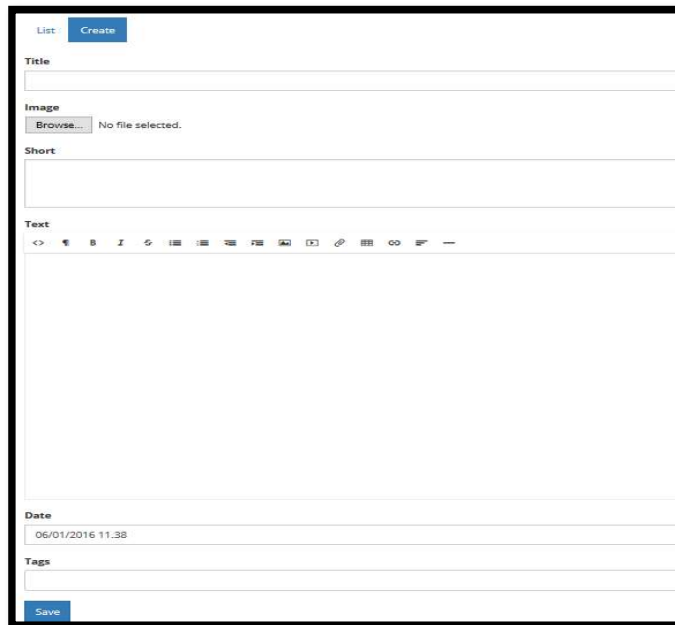 List Create
Title
Image
Browse... No file selected.
Short
Text
Date
06/01/2016 11.38
Tags
Save